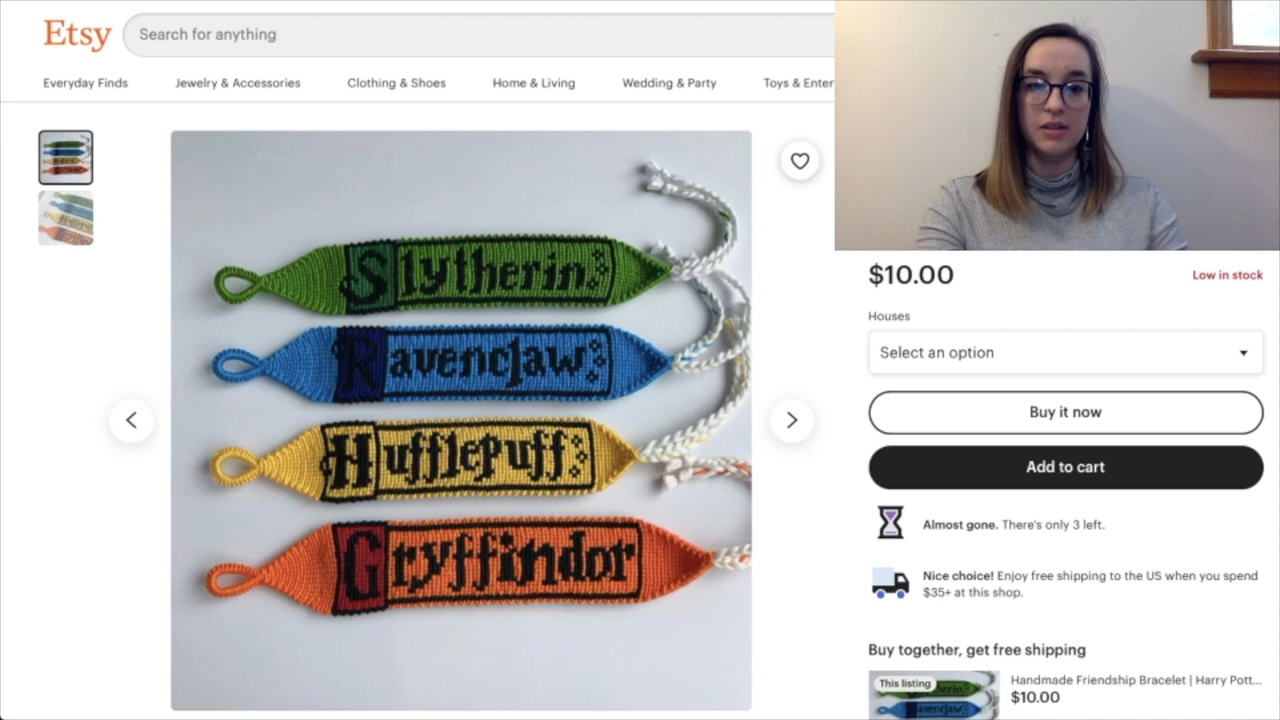 Etsy
Search for anything
Everyday Finds
Jewelry & Accessories
Clothing & Shoes
Home & Living
Wedding & Party
Toys & Enter
Slytherin
Ravenclaw
Hufflepuff
Gryffindor
$10.00
Low in stock
Houses
Select an option
Buy it now
Add to cart
Almost gone. There's only 3 left.
Nice choice! Enjoy free shipping to the US when you spend
$35+ at this shop.
Buy together, get free shipping
This listing
Handmade Friendship Bracelet | Harry Pott...
$10.00